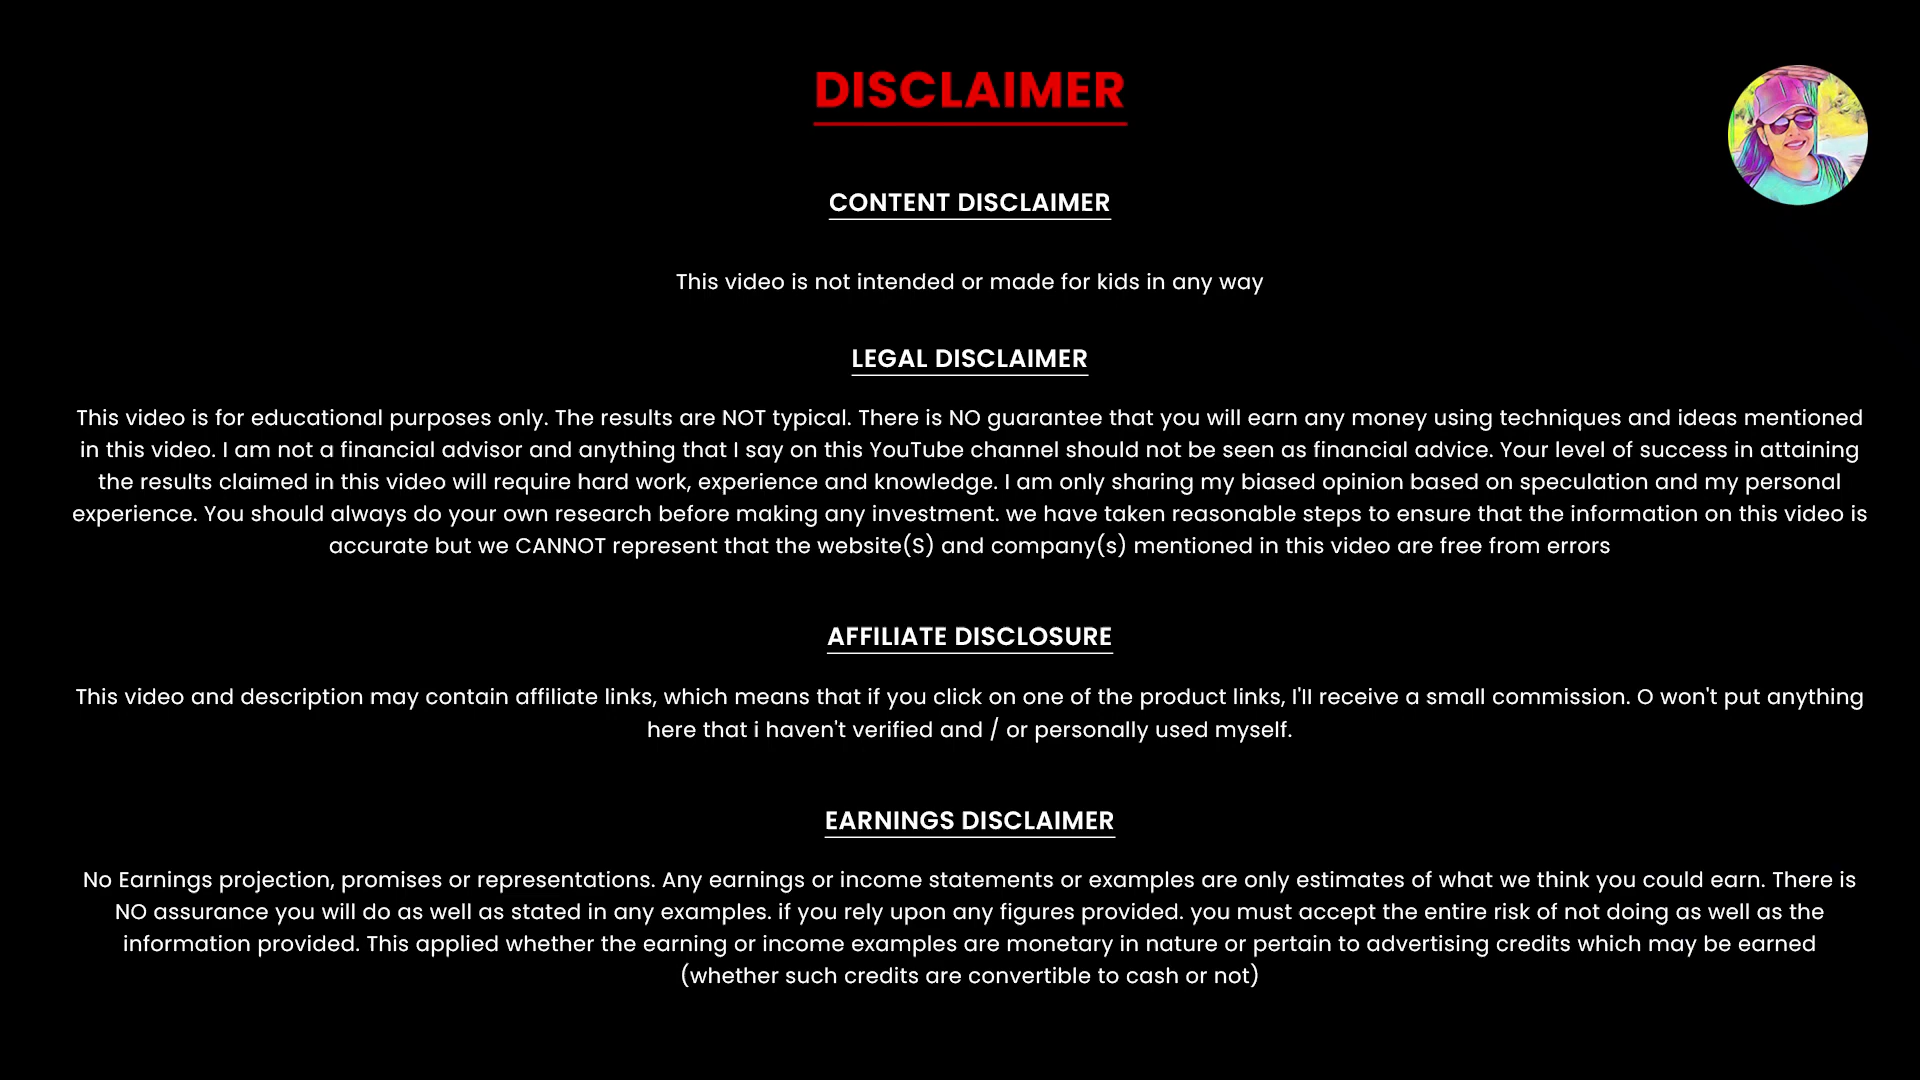 DISCLAIMER
CONTENT DISCLAIMER
This video is not intended or made for kids in any way
LEGAL DISCLAIMER
This video is for educational purposes only. The results are NOT typical. There is NO guarantee that you will earn any money using techniques and ideas mentioned
in this video. I am not a financial advisor and anything that I say on this YouTube channel should not be seen as financial advice. Your level of success in attaining
the results claimed in this video will require hard work, experience and knowledge. I am only sharing my biased opinion based on speculation and my personal
experience. You should always do your own research before making any investment. we have taken reasonable steps to ensure that the information on this video is
accurate but we CANNOT represent that the website(S) and company(s) mentioned in this video are free from errors
AFFILIATE DISCLOSURE
This video and description may contain affiliate links, which means that if you click on one of the product links, I'll receive a small commission. O won't put anything
here that i haven't verified and / or personally used myself.
EARNINGS DISCLAIMER
No Earnings projection, promises or representations. Any earnings or income statements or examples are only estimates of what we think you could earn. There is
NO assurance you will do as well as stated in any examples. if you rely upon any figures provided. you must accept the entire risk of not doing as well as the
information provided. This applied whether the earning or income examples are monetary in nature or pertain to advertising credits which may be earned
(whether such credits are convertible to cash or not)